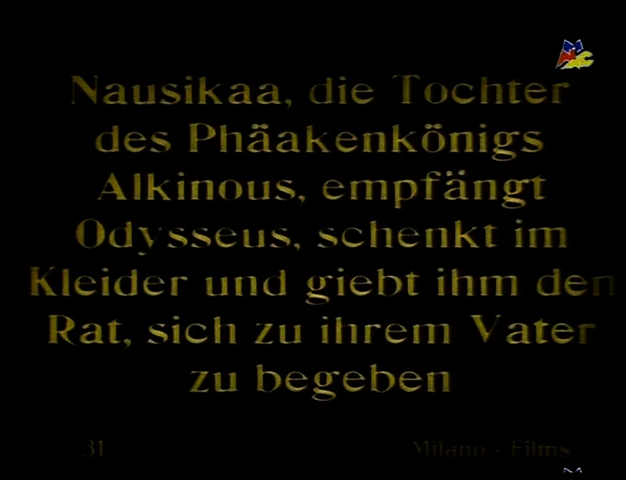 Nausikaa, die Tochter
des Phäakenkönigs
Alkinous, empfängt
Odysseus, schenkt im
Kleider und giebt ihm den
Rat, sich zu ihrem Vater
zu begeben
31 Milano - Films